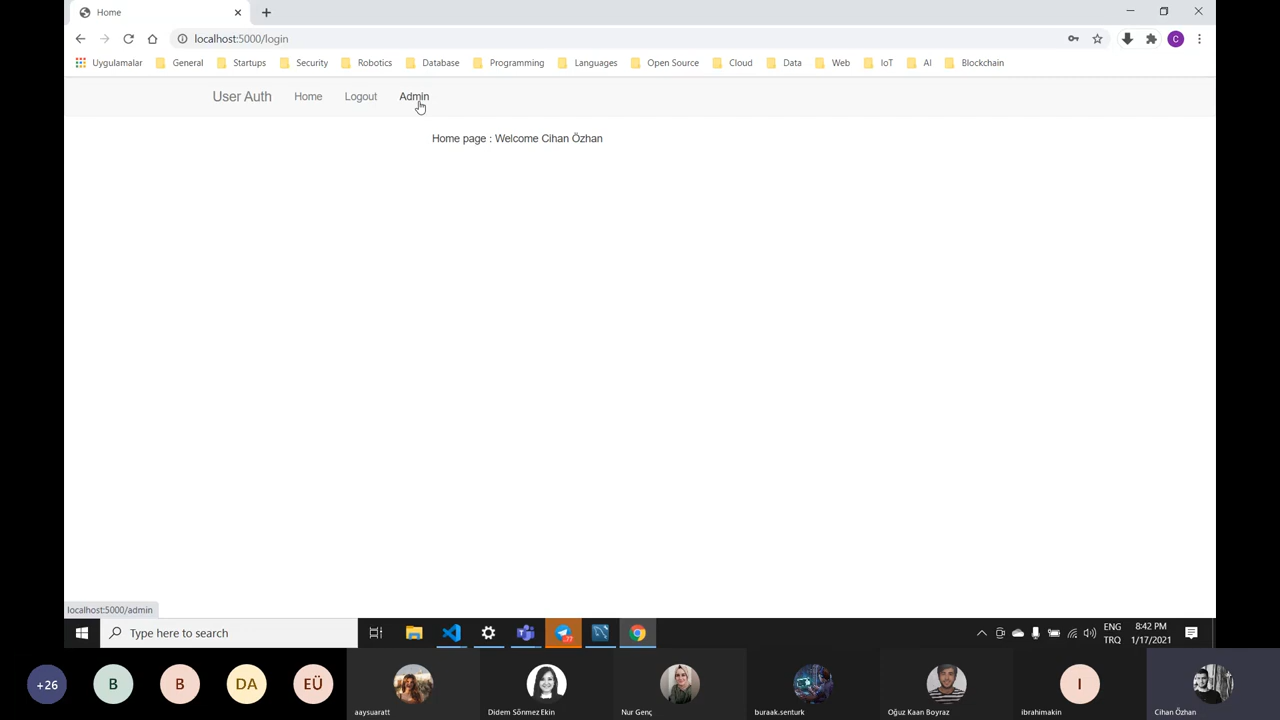 Home
localhost:5000/login
C
Uygulamalar General Startups Security Robotics Database Programming Languages Open Source Cloud Data Web IoT AI Blockchain
User Auth Home Logout Admin
Home page : Welcome Cihan Özhan
localhost:5000/admin
Type here to search
ENG
TRQ
8:42 PM
1/17/2021
+26 B B DA EÜ I
aaysuaratt Didem Sönmez Ekin Nur Genç buraak.senturk Oğuz Kaan Boyraz ibrahimakin Cihan Özhan